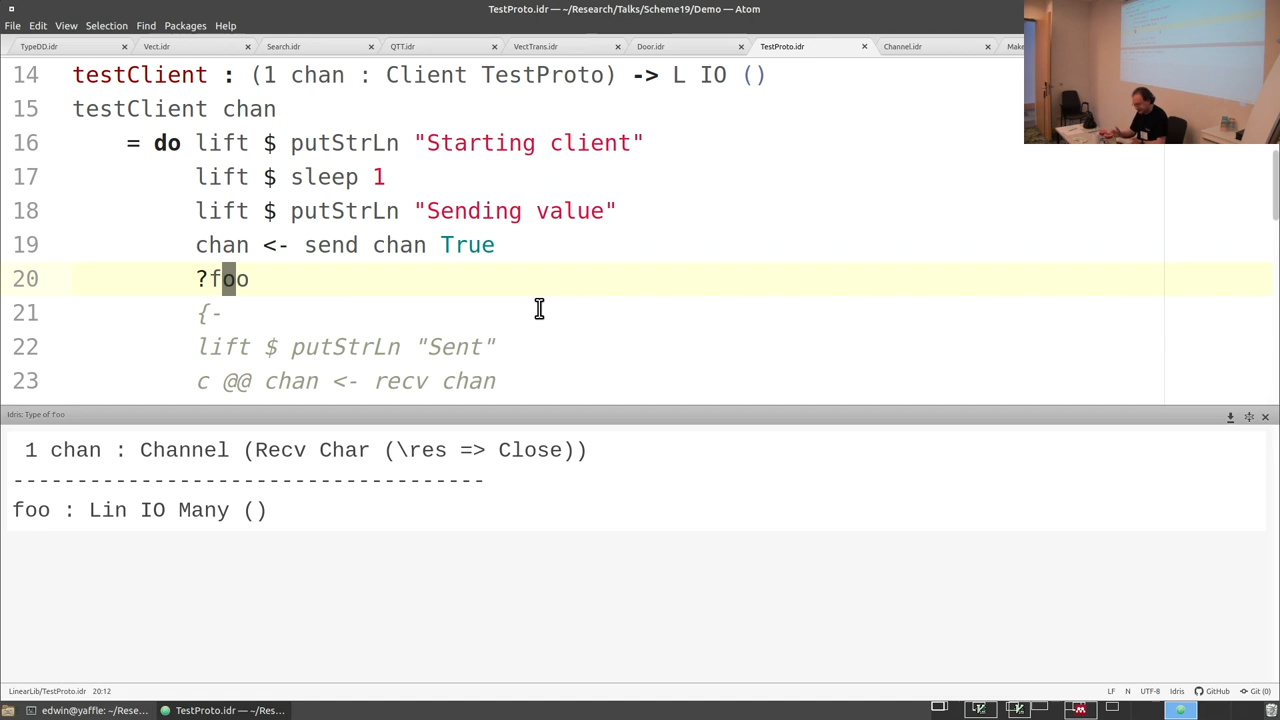 TestProto.idr — ~/Research/Talks/Scheme19/Demo — Atom
File Edit View Selection Find Packages Help
TypeDD.idr Vect.idr Search.idr QTT.idr VectTrans.idr Door.idr TestProto.idr Channel.idr Make
14 testClient : (1 chan : Client TestProto) -> L IO ()
15 testClient chan
16 = do lift $ putStrLn "Starting client"
17 lift $ sleep 1
18 lift $ putStrLn "Sending value"
19 chan <- send chan True
20 ?foo
21 {-
22 lift $ putStrLn "Sent"
23 c @@ chan <- recv chan
Idris: Type of foo
1 chan : Channel (Recv Char (\res => Close))
-------------------------------------
foo : Lin IO Many ()
LinearLib/TestProto.idr 20:12 LF N UTF-8 Idris GitHub Git (0)
edwin@yaffle: ~/Rese... TestProto.idr — ~/Res...